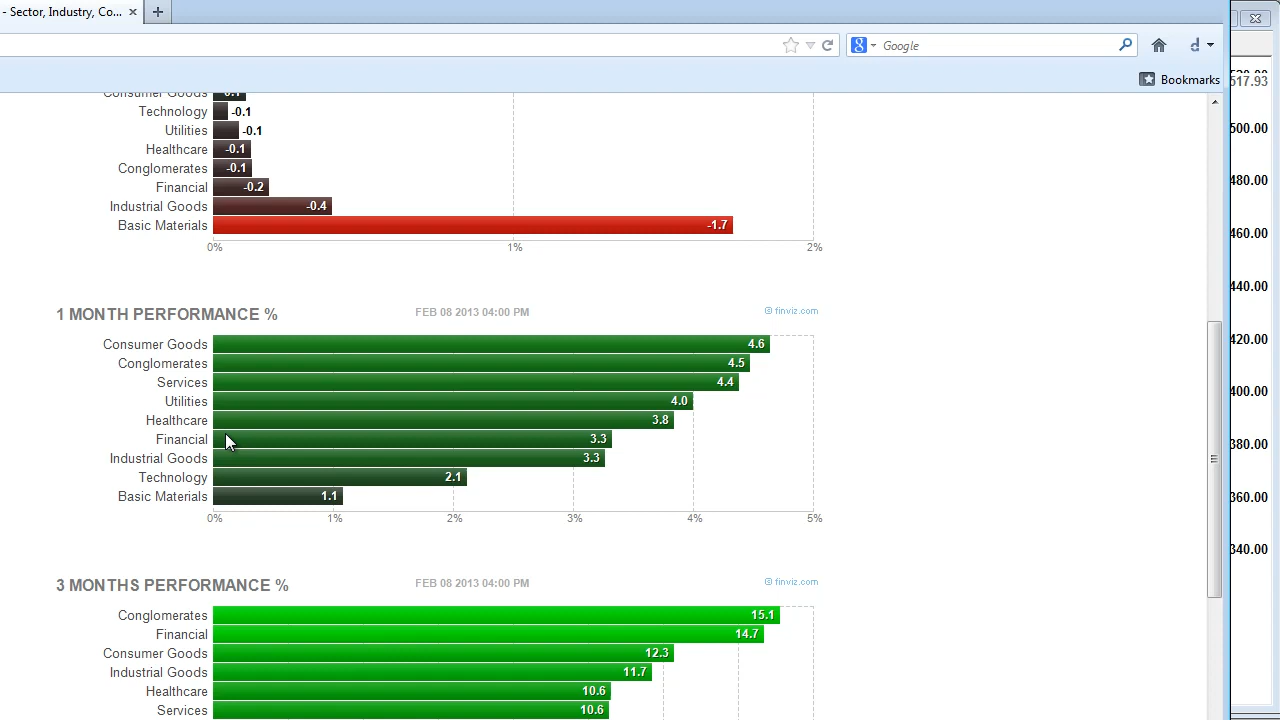 - Sector, Industry, Co...
Google
Bookmarks
517.93
500.00
480.00
460.00
440.00
420.00
400.00
380.00
360.00
340.00
Consumer Goods -0.1
Technology -0.1
Utilities -0.1
Healthcare -0.1
Conglomerates -0.1
Financial -0.2
Industrial Goods -0.4
Basic Materials -1.7
0% 1% 2%
1 MONTH PERFORMANCE % FEB 08 2013 04:00 PM © finviz.com
Consumer Goods 4.6
Conglomerates 4.5
Services 4.4
Utilities 4.0
Healthcare 3.8
Financial 3.3
Industrial Goods 3.3
Technology 2.1
Basic Materials 1.1
0% 1% 2% 3% 4% 5%
3 MONTHS PERFORMANCE % FEB 08 2013 04:00 PM © finviz.com
Conglomerates 15.1
Financial 14.7
Consumer Goods 12.3
Industrial Goods 11.7
Healthcare 10.6
Services 10.6